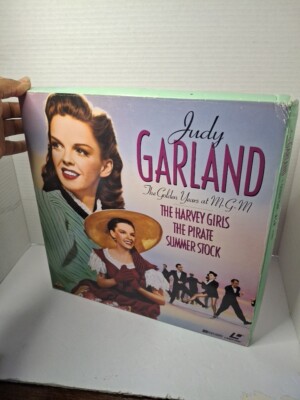 Judy
GARLAND
The Golden Years at M-G-M
THE HARVEY GIRLS
THE PIRATE
SUMMER STOCK